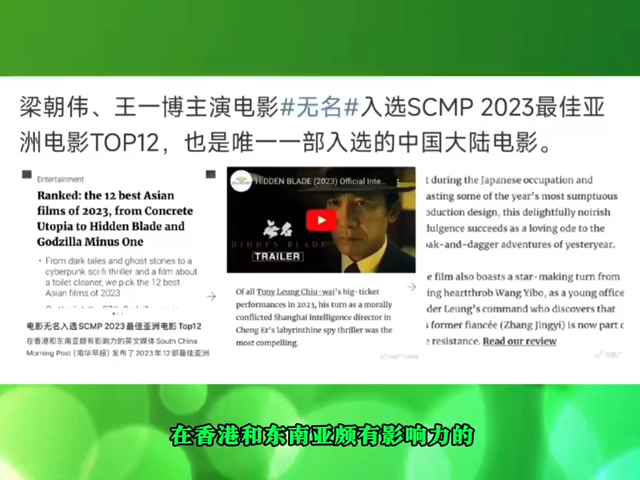 梁朝伟、王一博主演电影#无名#入选SCMP 2023最佳亚
洲电影TOP12，也是唯一一部入选的中国大陆电影。
Entertainment
Ranked: the 12 best Asian
films of 2023, from Concrete
Utopia to Hidden Blade and
Godzilla Minus One
• From dark tales and ghost stories to a
cyberpunk sci-fi thriller and a film about
a toilet cleaner, we pick the 12 best
Asian films of 2023
电影无名入选SCMP 2023最佳亚洲电影 Top12
在香港和东南亚颇有影响力的英文媒体 South China
Morning Post (南华早报) 发布了 2023年12部最佳亚洲
HIDDEN BLADE (2023) Official Inte...
無名
HIDDEN BLADE
TRAILER
Of all Tony Leung Chiu-wai's big-ticket
performances in 2023, his turn as a morally
conflicted Shanghai intelligence director in
Cheng Er's labyrinthine spy thriller was the
most compelling.
t during the Japanese occupation and
asting some of the year's most sumptuous
oduction design, this delightfully noirish
dulgence succeeds as a loving ode to the
oak-and-dagger adventures of yesteryear.
e film also boasts a star-making turn from
ng heartthrob Wang Yibo, as a young office
der Leung's command who discovers that
s former fiancée (Zhang Jingyi) is now part o
e resistance. Read our review
在香港和东南亚颇有影响力的